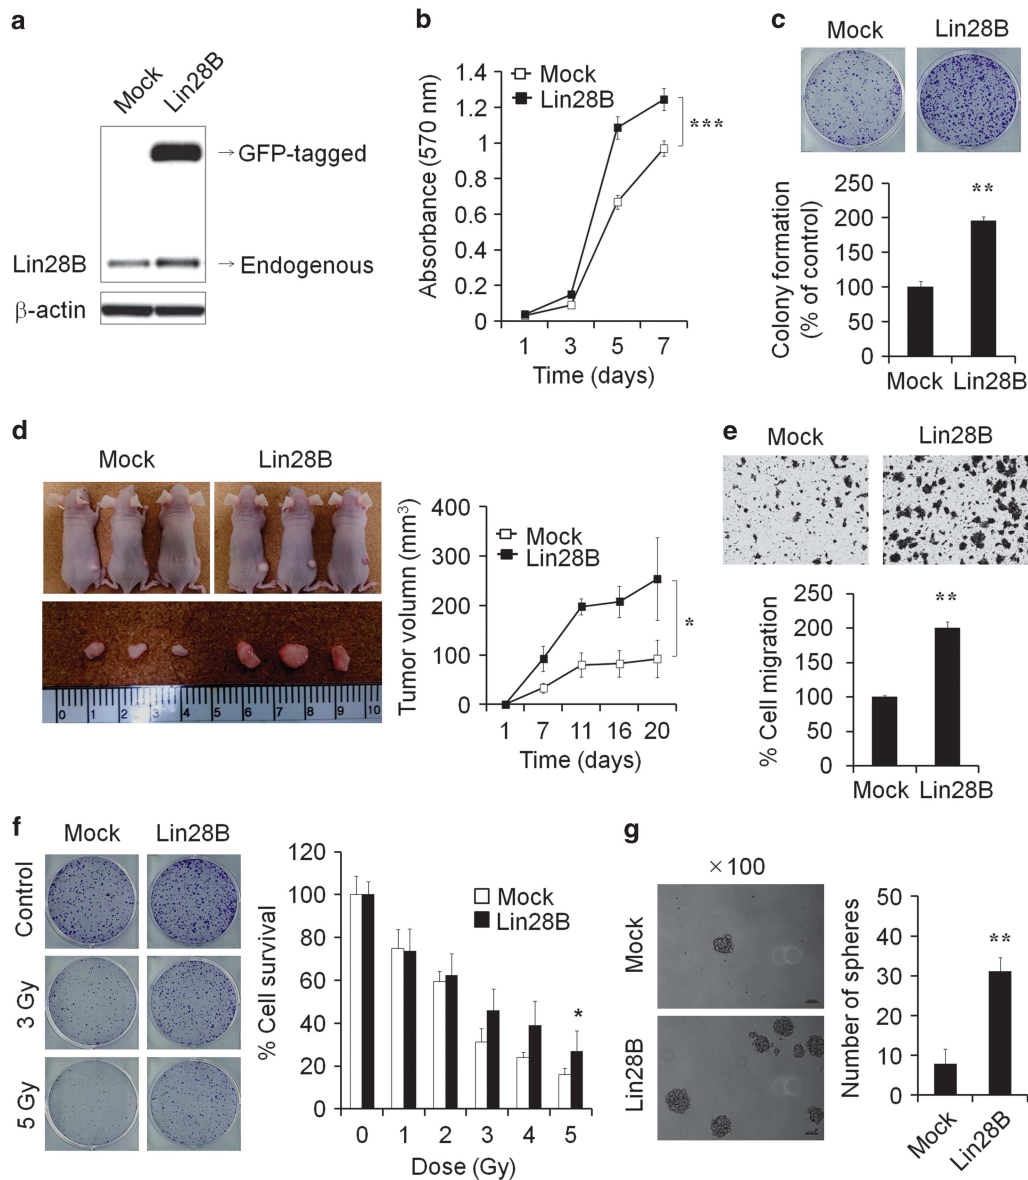 a
Mock
Lin28B
→GFP-tagged
Lin28B
→Endogenous
β-actin
b
Absorbance (570 nm)
1.4
1.2
1
0.8
0.6
0.4
0.2
0
Mock
Lin28B
***
1 3 5 7
Time (days)
c
Mock Lin28B
Colony formation
(% of control)
250
200
150
100
50
0
**
Mock Lin28B
d
Mock Lin28B
0 1 2 3 4 5 6 7 8 9 10
Tumor volumn (mm3)
400
300
200
100
0
Mock
Lin28B
*
1 7 11 16 20
Time (days)
e
Mock Lin28B
% Cell migration
250
200
150
100
50
0
**
Mock Lin28B
f
Mock Lin28B
Control
3 Gy
5 Gy
% Cell survival
120
100
80
60
40
20
0
Mock
Lin28B
*
0 1 2 3 4 5
Dose (Gy)
g
×100
Mock
Lin28B
Number of spheres
50
40
30
20
10
0
**
Mock
Lin28B